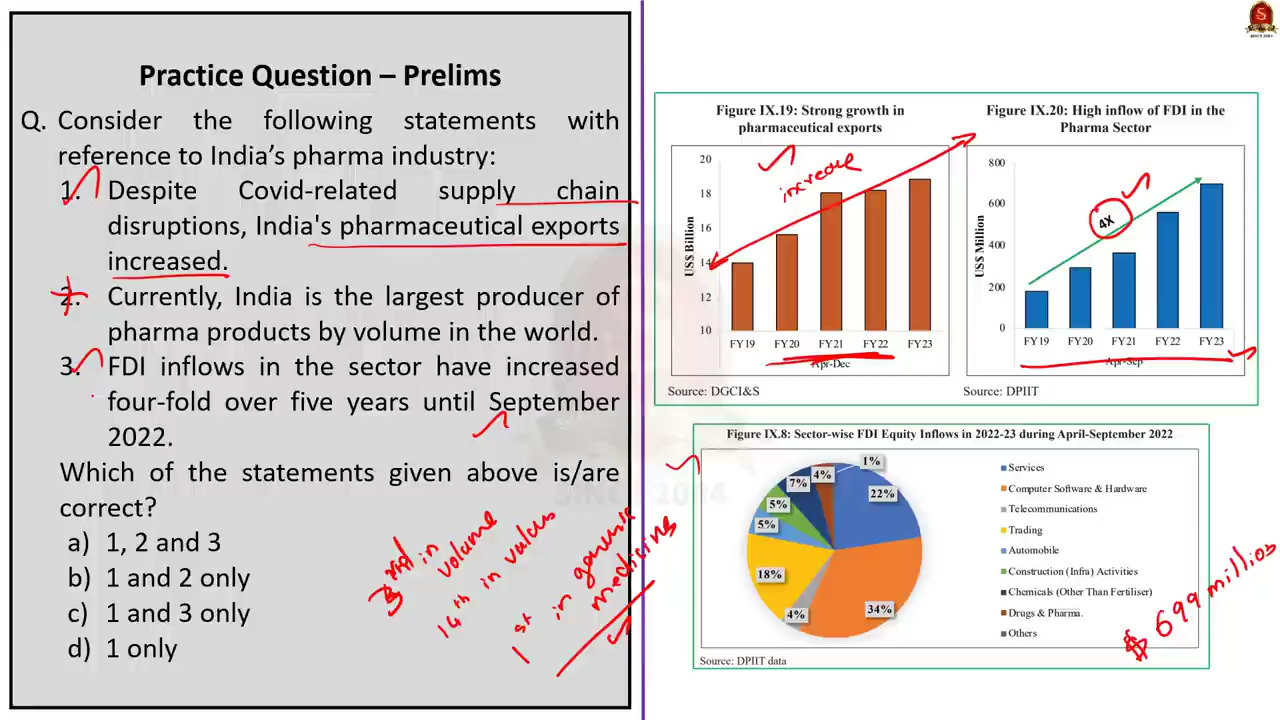 Practice Question – Prelims
Q. Consider the following statements with
reference to India's pharma industry:
1. Despite Covid-related supply chain
disruptions, India's pharmaceutical exports
increased.
2. Currently, India is the largest producer of
pharma products by volume in the world.
3. FDI inflows in the sector have increased
four-fold over five years until September
2022.
Which of the statements given above is/are
correct?
a) 1, 2 and 3
b) 1 and 2 only
c) 1 and 3 only
d) 1 only
3rd in
volume
14th in value
1st in generic
medicine
SINCE 2004
Figure IX.19: Strong growth in
pharmaceutical exports
increase
US$ Billion
20
18
16
14
12
10
FY19 FY20 FY21 FY22 FY23
Apr-Dec
Source: DGCI&S
Figure IX.20: High inflow of FDI in the
Pharma Sector
4X
US$ Million
800
600
400
200
0
FY19 FY20 FY21 FY22 FY23
Apr-Sep
Source: DPIIT
Figure IX.8: Sector-wise FDI Equity Inflows in 2022-23 during April-September 2022
1%
4%
7%
22%
5%
5%
18%
34%
4%
Services
Computer Software & Hardware
Telecommunications
Trading
Automobile
Construction (Infra) Activities
Chemicals (Other Than Fertiliser)
Drugs & Pharma.
Others
$ 699 million
Source: DPIIT data